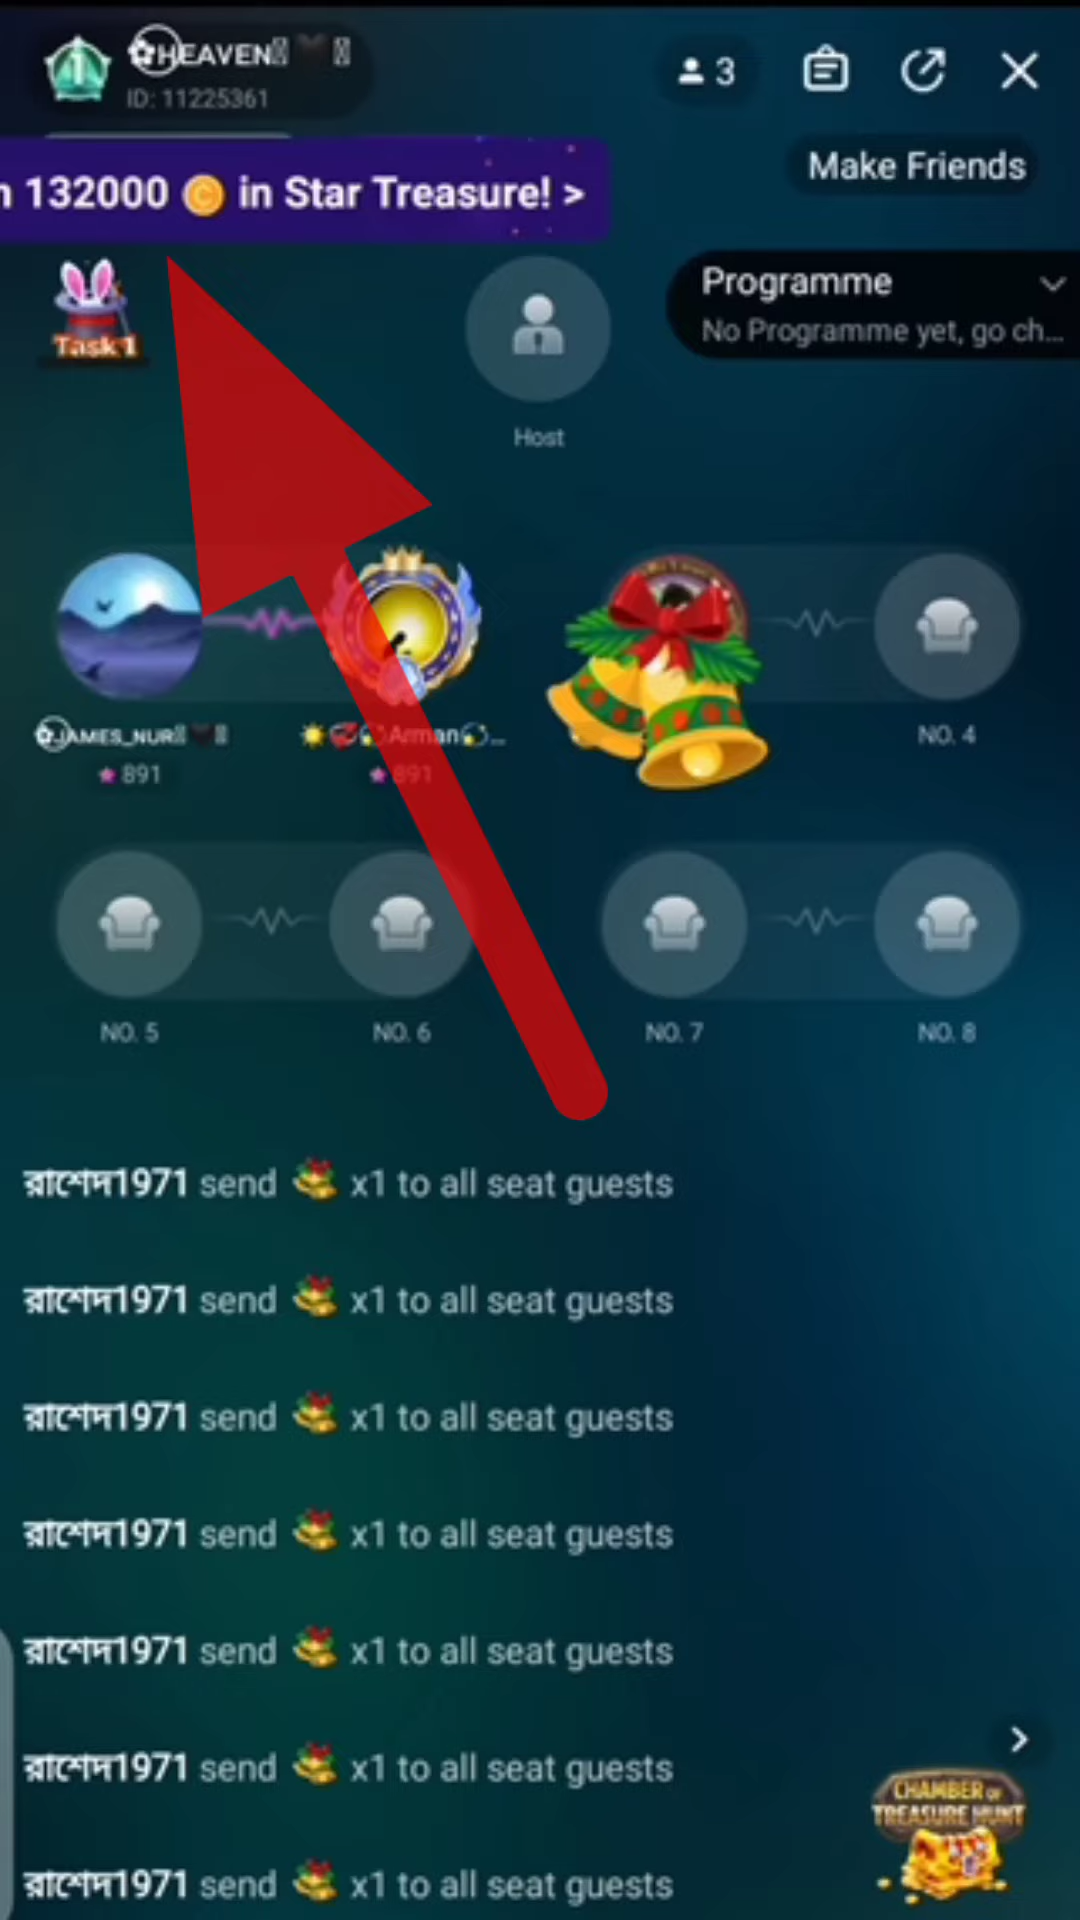 HEAVEN
ID: 11225361
3
132000 in Star Treasure! >
Make Friends
Task 1
Programme
No Programme yet, go ch...
Host
JAMES_NUR
Arman...
NO. 4
891
891
NO. 5
NO. 6
NO. 7
NO. 8
রাশেদ1971 send x1 to all seat guests
রাশেদ1971 send x1 to all seat guests
রাশেদ1971 send x1 to all seat guests
রাশেদ1971 send x1 to all seat guests
রাশেদ1971 send x1 to all seat guests
রাশেদ1971 send x1 to all seat guests
রাশেদ1971 send x1 to all seat guests
CHAMBER OF
TREASURE HUNT